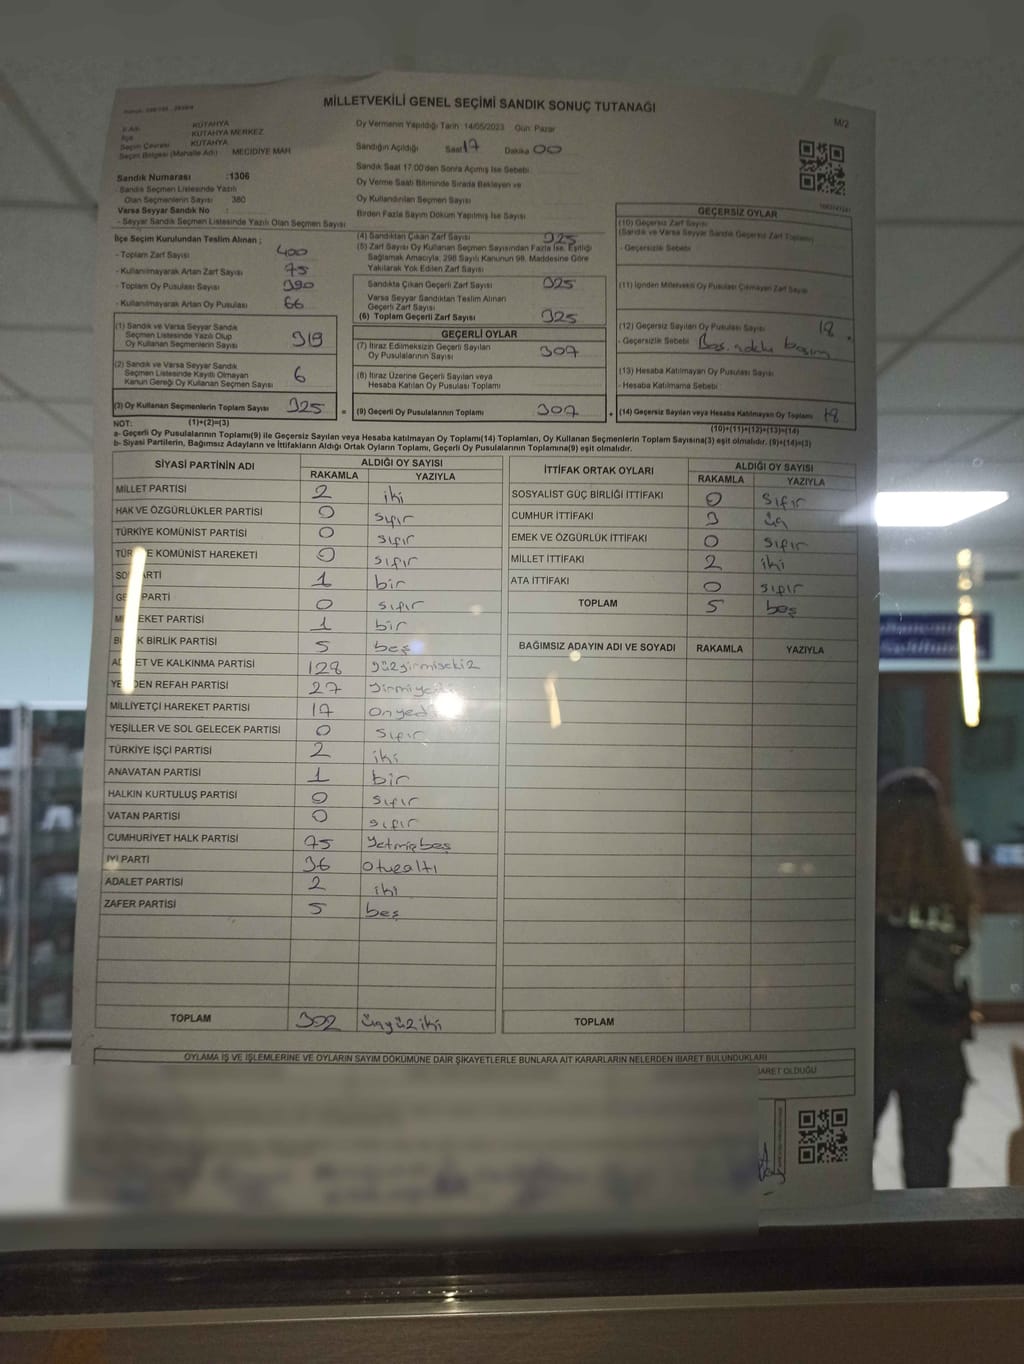 MİLLETVEKİLİ GENEL SEÇİMİ SANDIK SONUÇ TUTANAĞI
M/2
İl Adı : KÜTAHYA
İlçe : KÜTAHYA MERKEZ
Seçim Çevresi : KÜTAHYA
Seçim Bölgesi (Mahalle Adı) : MECİDİYE MAH
Oy Vermenin Yapıldığı Tarih: 14/05/2023 Gün: Pazar
Sandığın Açıldığı Saat 17 Dakika 00
Sandık Saat 17.00'den Sonra Açılmış İse Sebebi
Oy Verme Saati Bitiminde Sırada Bekleyen ve
Oy Kullandırılan Seçmen Sayısı
Birden Fazla Sayım Döküm Yapılmış İse Sayısı
Sandık Numarası :1306
- Sandık Seçmen Listesinde Yazılı
Olan Seçmenlerin Sayısı 380
Varsa Seyyar Sandık No :
- Seyyar Sandık Seçmen Listesinde Yazılı Olan Seçmen Sayısı
İlçe Seçim Kurulundan Teslim Alınan ;
- Toplam Zarf Sayısı 400
- Kullanılmayarak Artan Zarf Sayısı 75
- Toplam Oy Pusulası Sayısı 390
- Kullanılmayarak Artan Oy Pusulası 66
(1) Sandık ve Varsa Seyyar Sandık
Seçmen Listesinde Yazılı Olup
Oy Kullanan Seçmenlerin Sayısı 319
(2) Sandık ve Varsa Seyyar Sandık
Seçmen Listesinde Kayıtlı Olmayan
Kanun Gereği Oy Kullanan Seçmen Sayısı 6
(3) Oy Kullanan Seçmenlerin Toplam Sayısı 325
(4) Sandıktan Çıkan Zarf Sayısı 325
(5) Zarf Sayısı Oy Kullanan Seçmen Sayısından Fazla İse, Eşitliği
Sağlamak Amacıyla; 298 Sayılı Kanunun 98. Maddesine Göre
Yakılarak Yok Edilen Zarf Sayısı
Sandıkta Çıkan Geçerli Zarf Sayısı 325
Varsa Seyyar Sandıktan Teslim Alınan
Geçerli Zarf Sayısı
(6) Toplam Geçerli Zarf Sayısı 325
GEÇERLİ OYLAR
(7) İtiraz Edilmeksizin Geçerli Sayılan
Oy Pusulalarının Sayısı 307
(8) İtiraz Üzerine Geçerli Sayılan veya
Hesaba Katılan Oy Pusulası Toplamı
= (9) Geçerli Oy Pusulalarının Toplamı 307
GEÇERSİZ OYLAR
(10) Geçersiz Zarf Sayısı
(Sandık ve Varsa Seyyar Sandık Geçersiz Zarf Toplamı)
- Geçersizlik Sebebi :
(11) İçinden Milletvekili Oy Pusulası Çıkmayan Zarf Sayısı
(12) Geçersiz Sayılan Oy Pusulası Sayısı 18
- Geçersizlik Sebebi
(13) Hesaba Katılmayan Oy Pusulası Sayısı
- Hesaba Katılmama Sebebi :
+ (14) Geçersiz Sayılan veya Hesaba Katılmayan Oy Toplamı 18
NOT: (1)+(2)=(3)
(10)+(11)+(12)+(13)=(14)
a- Geçerli Oy Pusulalarının Toplamı(9) ile Geçersiz Sayılan veya Hesaba katılmayan Oy Toplamı(14) Toplamları, Oy Kullanan Seçmenlerin Toplam Sayısına(3) eşit olmalıdır. (9)+(14)=(3)
b- Siyasi Partilerin, Bağımsız Adayların ve İttifakların Aldığı Ortak Oyların Toplamı, Geçerli Oy Pusulalarının Toplamına(9) eşit olmalıdır.
SİYASİ PARTİNİN ADI ALDIĞI OY SAYISI
RAKAMLA YAZIYLA
MİLLET PARTİSİ 2 iki
HAK VE ÖZGÜRLÜKLER PARTİSİ 0 sıfır
TÜRKİYE KOMÜNİST PARTİSİ 0 sıfır
TÜRKİYE KOMÜNİST HAREKETİ 0 sıfır
SOL PARTİ 1 bir
GENÇ PARTİ 0 sıfır
MEMLEKET PARTİSİ 1 bir
BÜYÜK BİRLİK PARTİSİ 5 beş
ADALET VE KALKINMA PARTİSİ 128 yüzyirmisekiz
YENİDEN REFAH PARTİSİ 27 yirmiyedi
MİLLİYETÇİ HAREKET PARTİSİ 17 onyedi
YEŞİLLER VE SOL GELECEK PARTİSİ 0 sıfır
TÜRKİYE İŞÇİ PARTİSİ 2 iki
ANAVATAN PARTİSİ 1 bir
HALKIN KURTULUŞ PARTİSİ 0 sıfır
VATAN PARTİSİ 0 sıfır
CUMHURİYET HALK PARTİSİ 75 yetmişbeş
İYİ PARTİ 36 otuzaltı
ADALET PARTİSİ 2 iki
ZAFER PARTİSİ 5 beş
TOPLAM 302 üçyüziki
İTTİFAK ORTAK OYLARI ALDIĞI OY SAYISI
RAKAMLA YAZIYLA
SOSYALİST GÜÇ BİRLİĞİ İTTİFAKI 0 sıfır
CUMHUR İTTİFAKI 3 üç
EMEK VE ÖZGÜRLÜK İTTİFAKI 0 sıfır
MİLLET İTTİFAKI 2 iki
ATA İTTİFAKI 0 sıfır
TOPLAM 5 beş
BAĞIMSIZ ADAYIN ADI VE SOYADI RAKAMLA YAZIYLA
TOPLAM
OYLAMA İŞ VE İŞLEMLERİNE VE OYLARIN SAYIM DÖKÜMÜNE DAİR ŞİKAYETLERLE BUNLARA AİT KARARLARIN NELERDEN İBARET BULUNDUKLARI
İBARET OLDUĞU